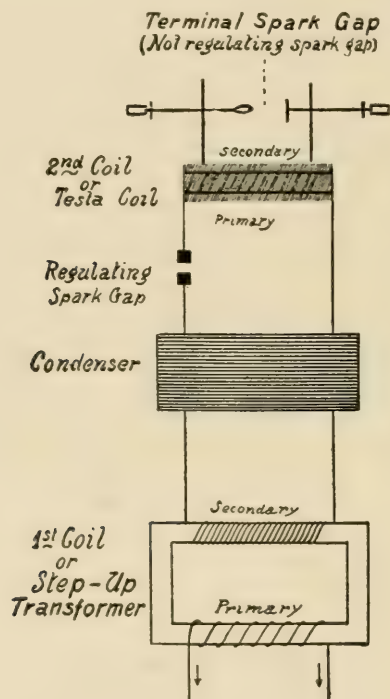 Terminal Spark Gap
(Not regulating spark gap)
Secondary
2nd Coil
or
Tesla Coil
Primary
Regulating
Spark Gap
Condenser
Secondary
1st Coil
or
Step-Up
Transformer
Primary